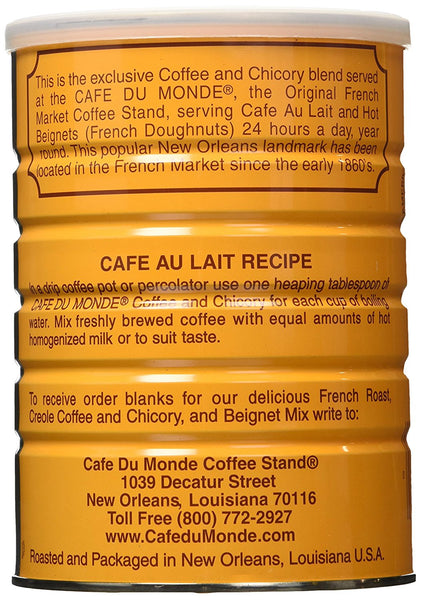 This is the exclusive Coffee and Chicory blend served
at the CAFE DU MONDE®, the Original French
Market Coffee Stand, serving Cafe Au Lait and Hot
Beignets (French Doughnuts) 24 hours a day, year
round. This popular New Orleans landmark has been
located in the French Market since the early 1860's.
CAFE AU LAIT RECIPE
In a drip coffee pot or percolator use one heaping tablespoon of
CAFE DU MONDE® Coffee and Chicory for each cup of boiling
water. Mix freshly brewed coffee with equal amounts of hot
homogenized milk or to suit taste.
To receive order blanks for our delicious French Roast,
Creole Coffee and Chicory, and Beignet Mix write to:
Cafe Du Monde Coffee Stand®
1039 Decatur Street
New Orleans, Louisiana 70116
Toll Free (800) 772-2927
www.CafeduMonde.com
Roasted and Packaged in New Orleans, Louisiana U.S.A.